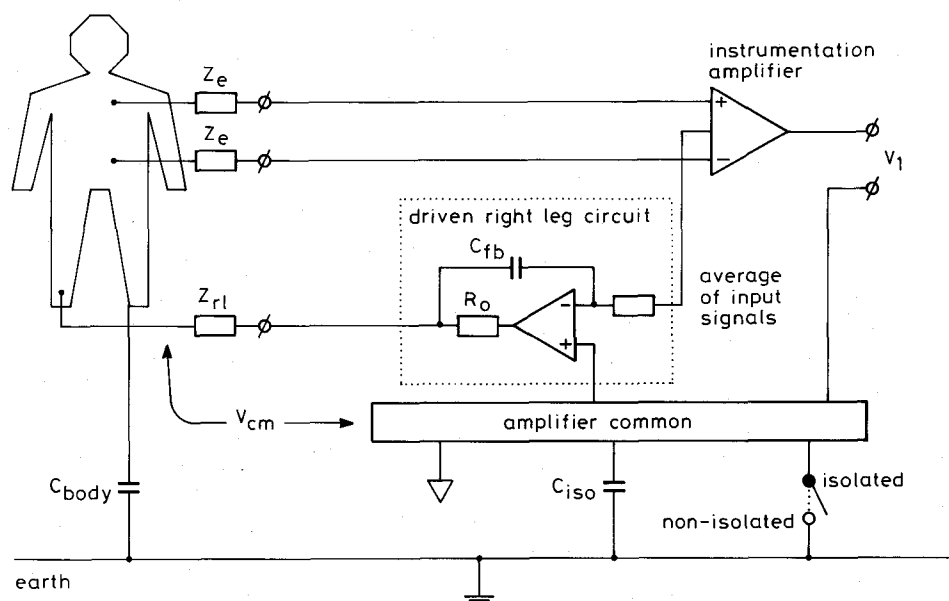 instrumentation
amplifier
Ze
+
Ze
−
V1
driven right leg circuit
Cfb
average
of input
signals
Ro
−
+
Zrl
Vcm
amplifier common
Cbody
Ciso
isolated
non-isolated
earth